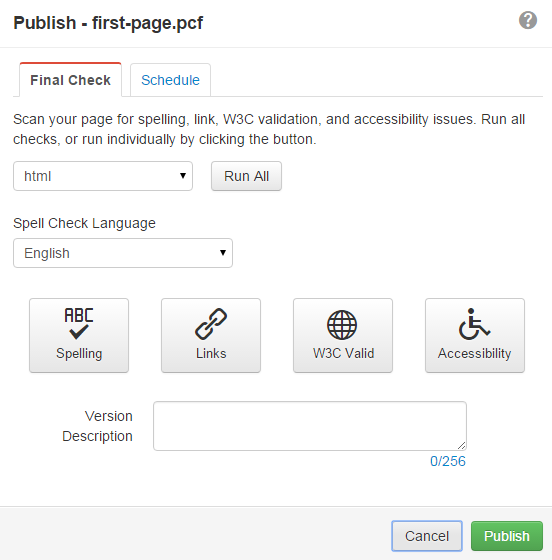 Publish - first-page.pcf
?
Final Check
Schedule
Scan your page for spelling, link, W3C validation, and accessibility issues. Run all
checks, or run individually by clicking the button.
html
Run All
Spell Check Language
English
ABC
Spelling
Links
W3C Valid
Accessibility
Version
Description
0/256
Cancel
Publish